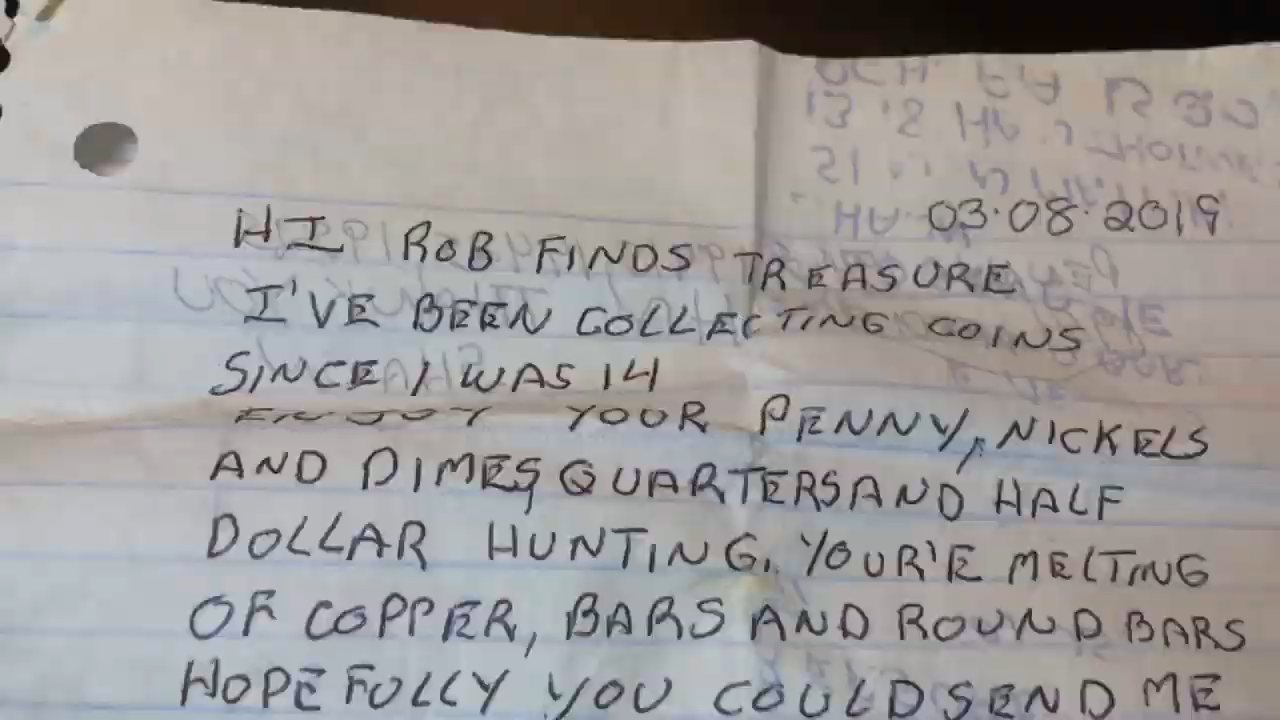 03.08.2019
HI ROB FINDS TREASURE
I'VE BEEN COLLECTING COINS
SINCE I WAS 14
ENJOY YOUR PENNY, NICKELS
AND DIMES, QUARTERS AND HALF
DOLLAR HUNTING. YOUR'E MELTING
OF COPPER, BARS AND ROUND BARS
HOPEFULLY YOU COULD SEND ME